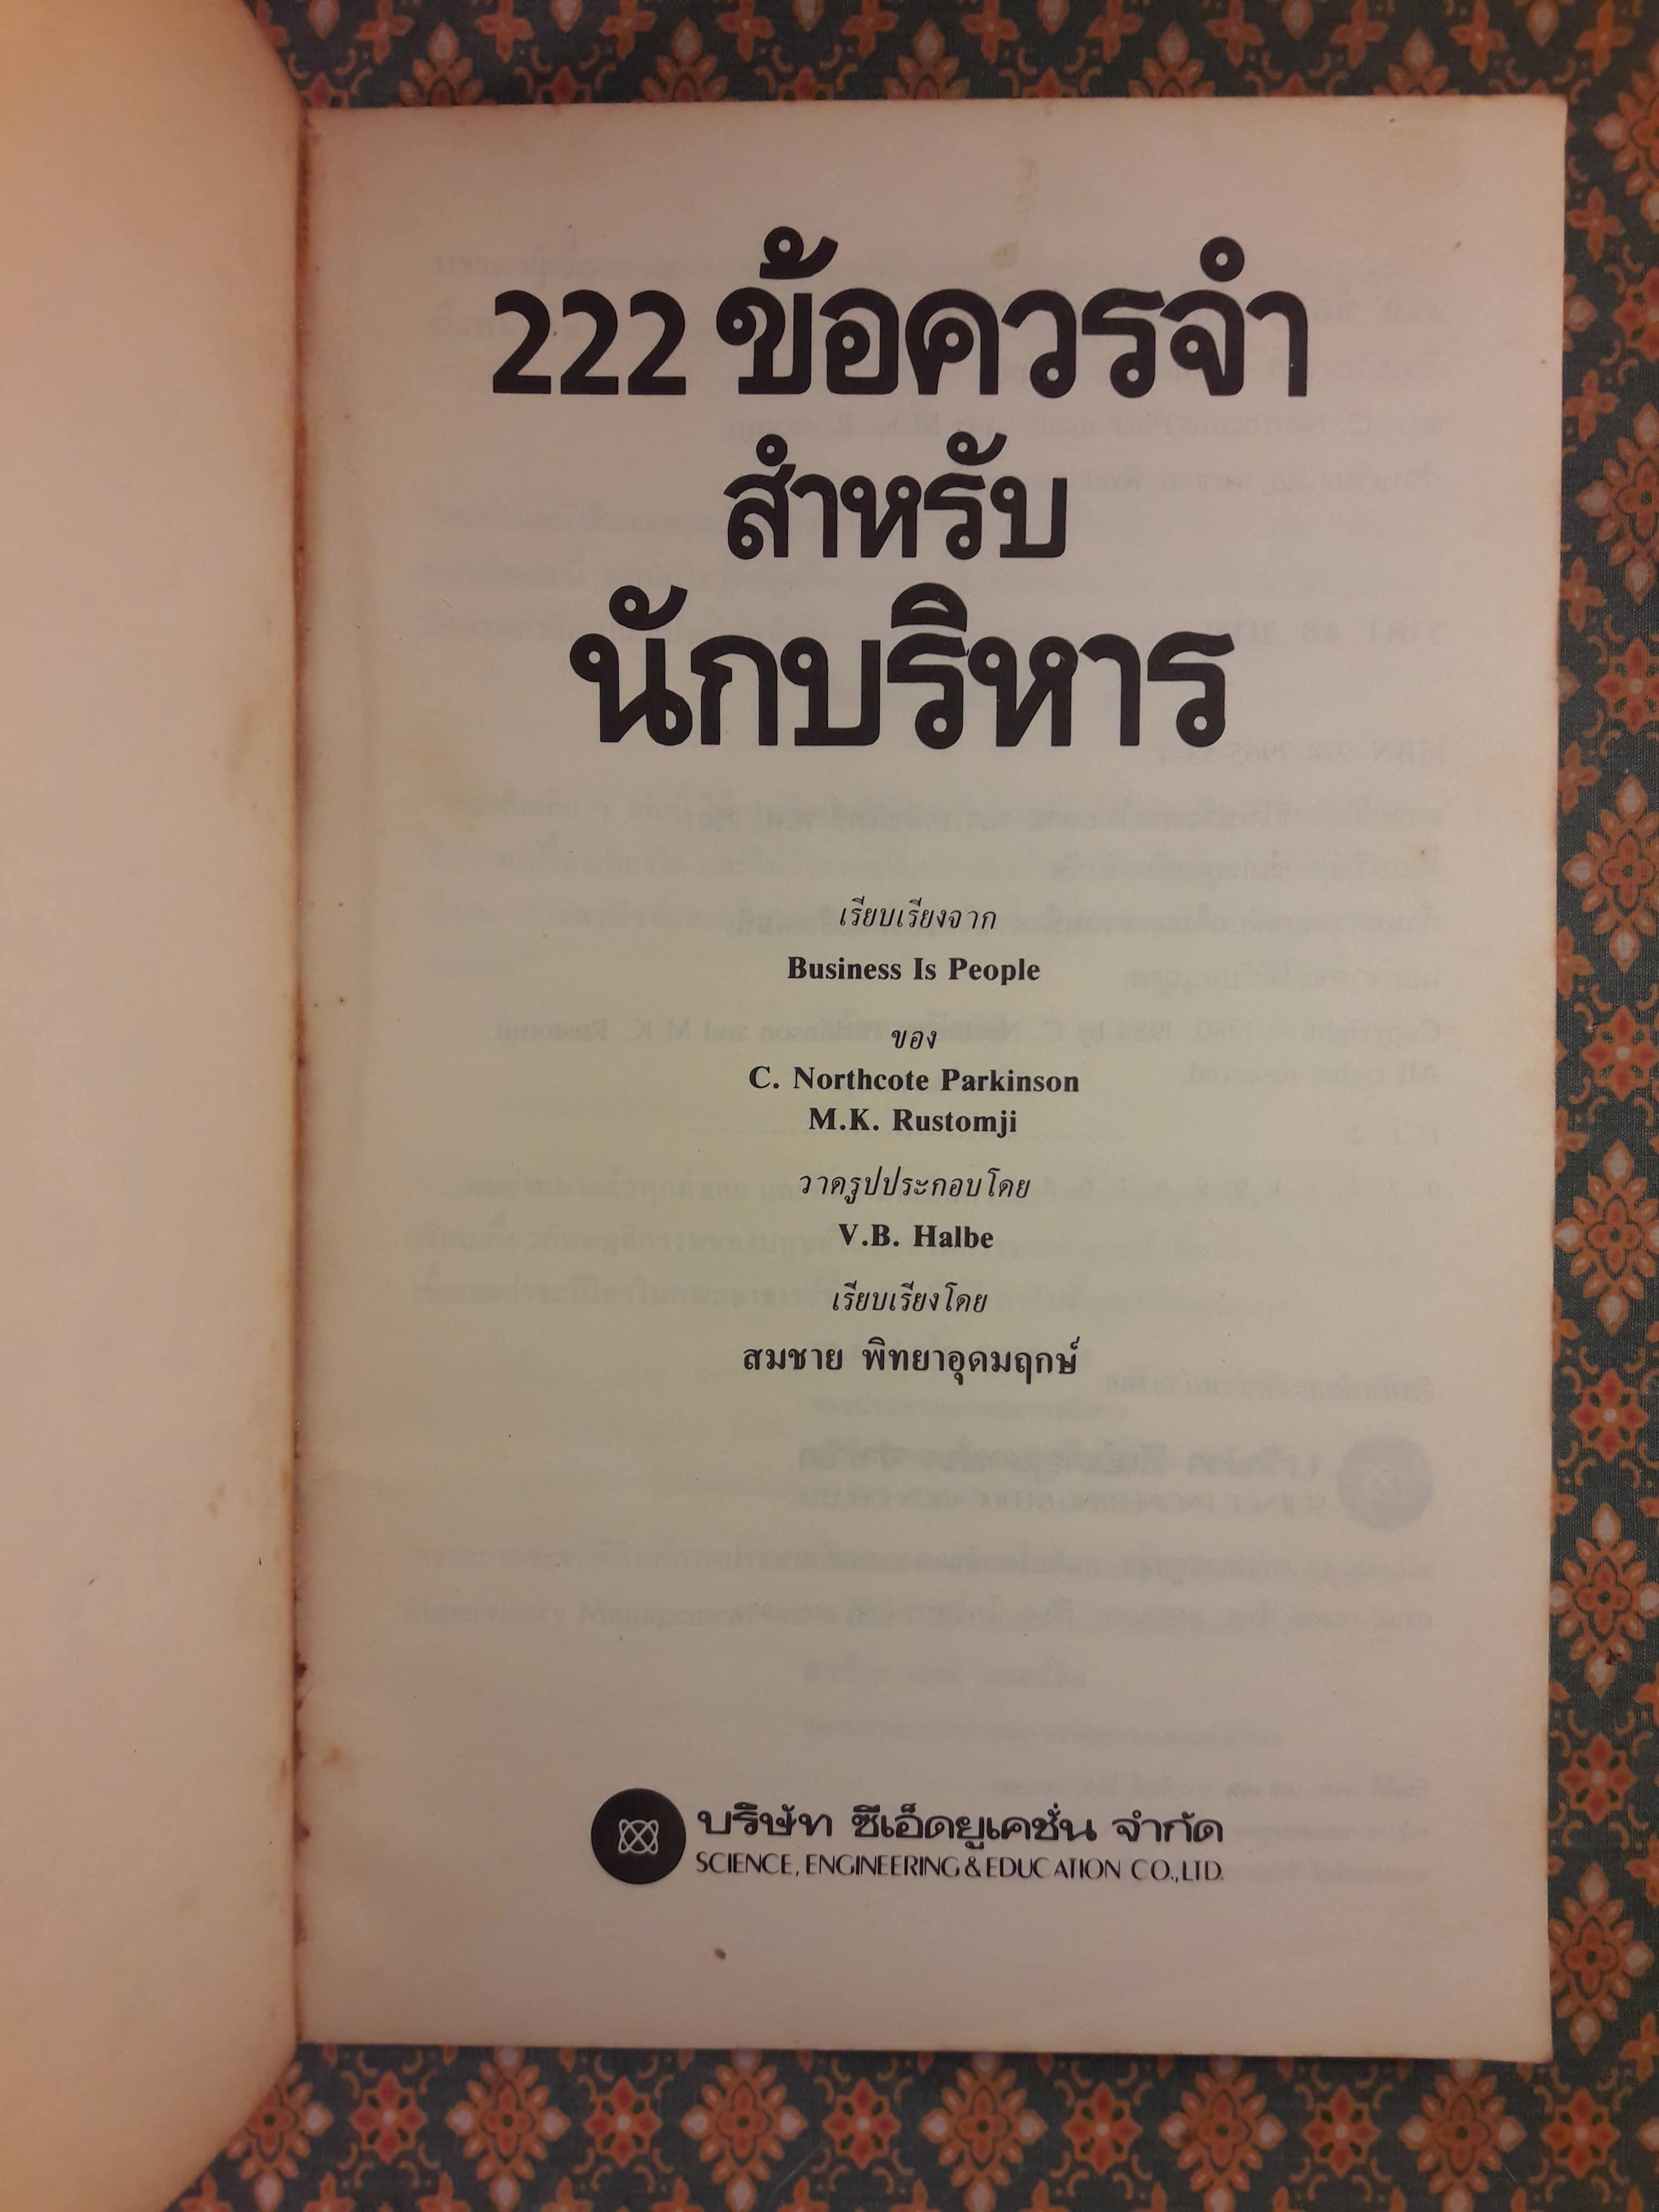 222 ข้อควรจำ
สำหรับ
นักบริหาร
เรียบเรียงจาก
Business Is People
ของ
C. Northcote Parkinson
M.K. Rustomji
วาดรูปประกอบโดย
V.B. Halbe
เรียบเรียงโดย
สมชาย พิทยาอุดมฤกษ์
บริษัท ซีเอ็ดยูเคชั่น จำกัด
SCIENCE, ENGINEERING & EDUCATION CO., LTD.